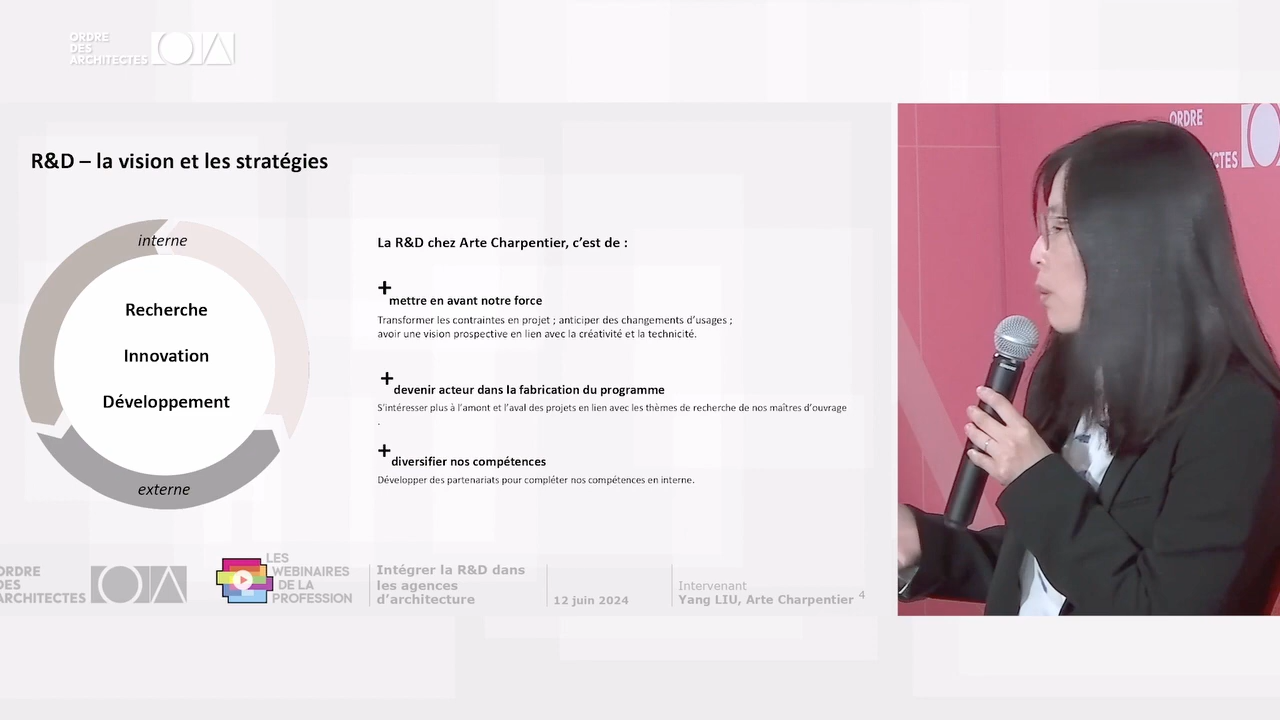 ORDRE
DES
ARCHITECTES
R&D – la vision et les stratégies
interne
Recherche
Innovation
Développement
externe
La R&D chez Arte Charpentier, c’est de :
+
mettre en avant notre force
Transformer les contraintes en projet ; anticiper des changements d’usages ;
avoir une vision prospective en lien avec la créativité et la technicité.
+
devenir acteur dans la fabrication du programme
S’intéresser plus à l’amont et l’aval des projets en lien avec les thèmes de recherche de nos maîtres d’ouvrage
.
+
diversifier nos compétences
Développer des partenariats pour compléter nos compétences en interne.
ORDRE
DES
ARCHITECTES
LES
WEBINAIRES
DE LA
PROFESSION
Intégrer la R&D dans
les agences
d’architecture
12 juin 2024
Intervenant
Yang LIU, Arte Charpentier
4
ORDRE
CTES